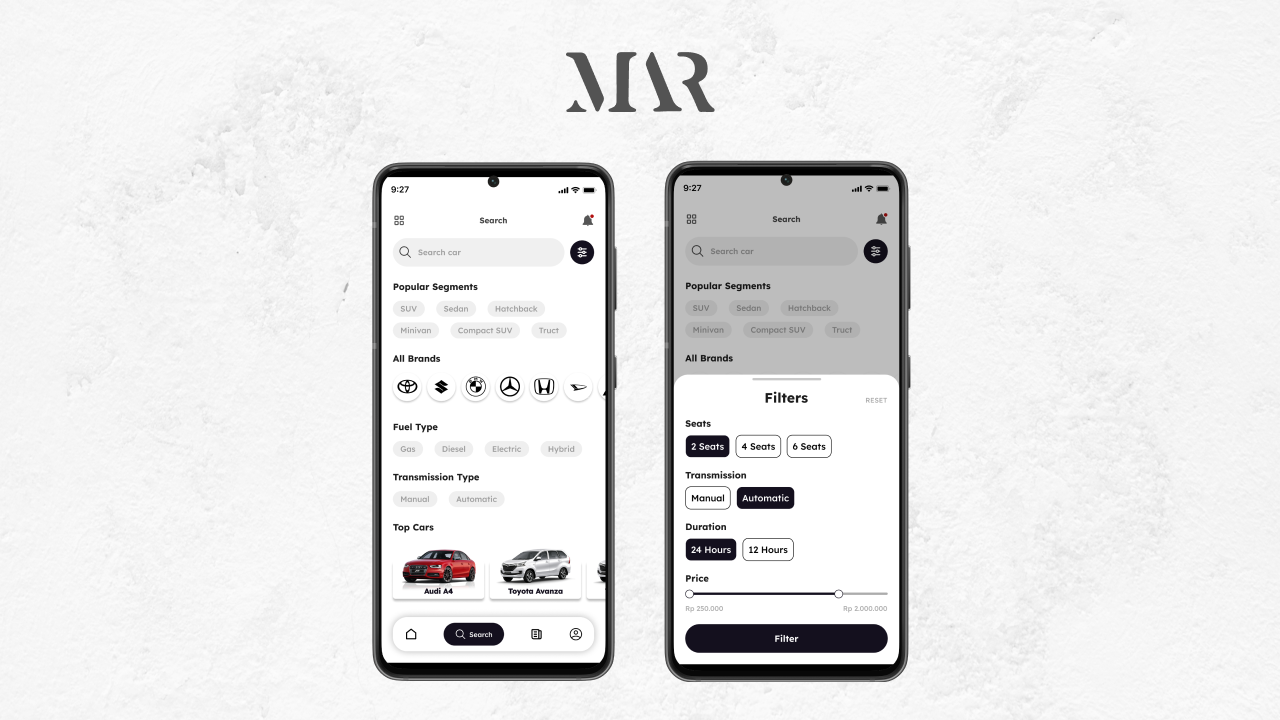 MAR
9:27
Search
Search car
Popular Segments
SUV Sedan Hatchback
Minivan Compact SUV Truct
All Brands
Fuel Type
Gas Diesel Electric Hybrid
Transmission Type
Manual Automatic
Top Cars
Audi A4 Toyota Avanza
Search
9:27
Search
Search car
Popular Segments
SUV Sedan Hatchback
Minivan Compact SUV Truct
All Brands
Filters
RESET
Seats
2 Seats 4 Seats 6 Seats
Transmission
Manual Automatic
Duration
24 Hours 12 Hours
Price
Rp 250.000 Rp 2.000.000
Filter